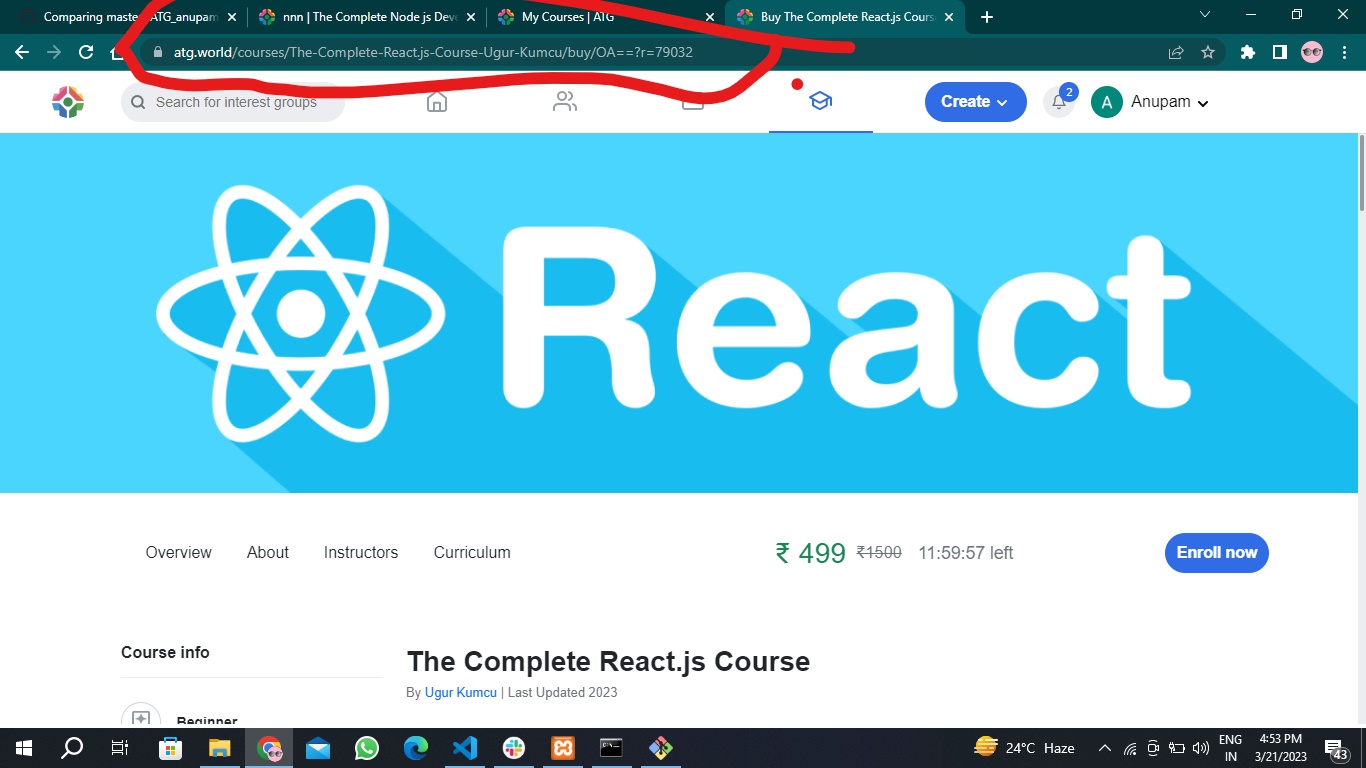 Comparing master ATG_anupam
nnn | The Complete Node js Deve
My Courses | ATG
Buy The Complete React.js Cours
atg.world/courses/The-Complete-React.js-Course-Ugur-Kumcu/buy/OA==?r=79032
Search for interest groups
Create
2
A
Anupam
React
Overview
About
Instructors
Curriculum
₹ 499 ₹1500 11:59:57 left
Enroll now
Course info
The Complete React.js Course
By Ugur Kumcu | Last Updated 2023
Beginner
24°C Haze
ENG
IN
4:53 PM
3/21/2023
43